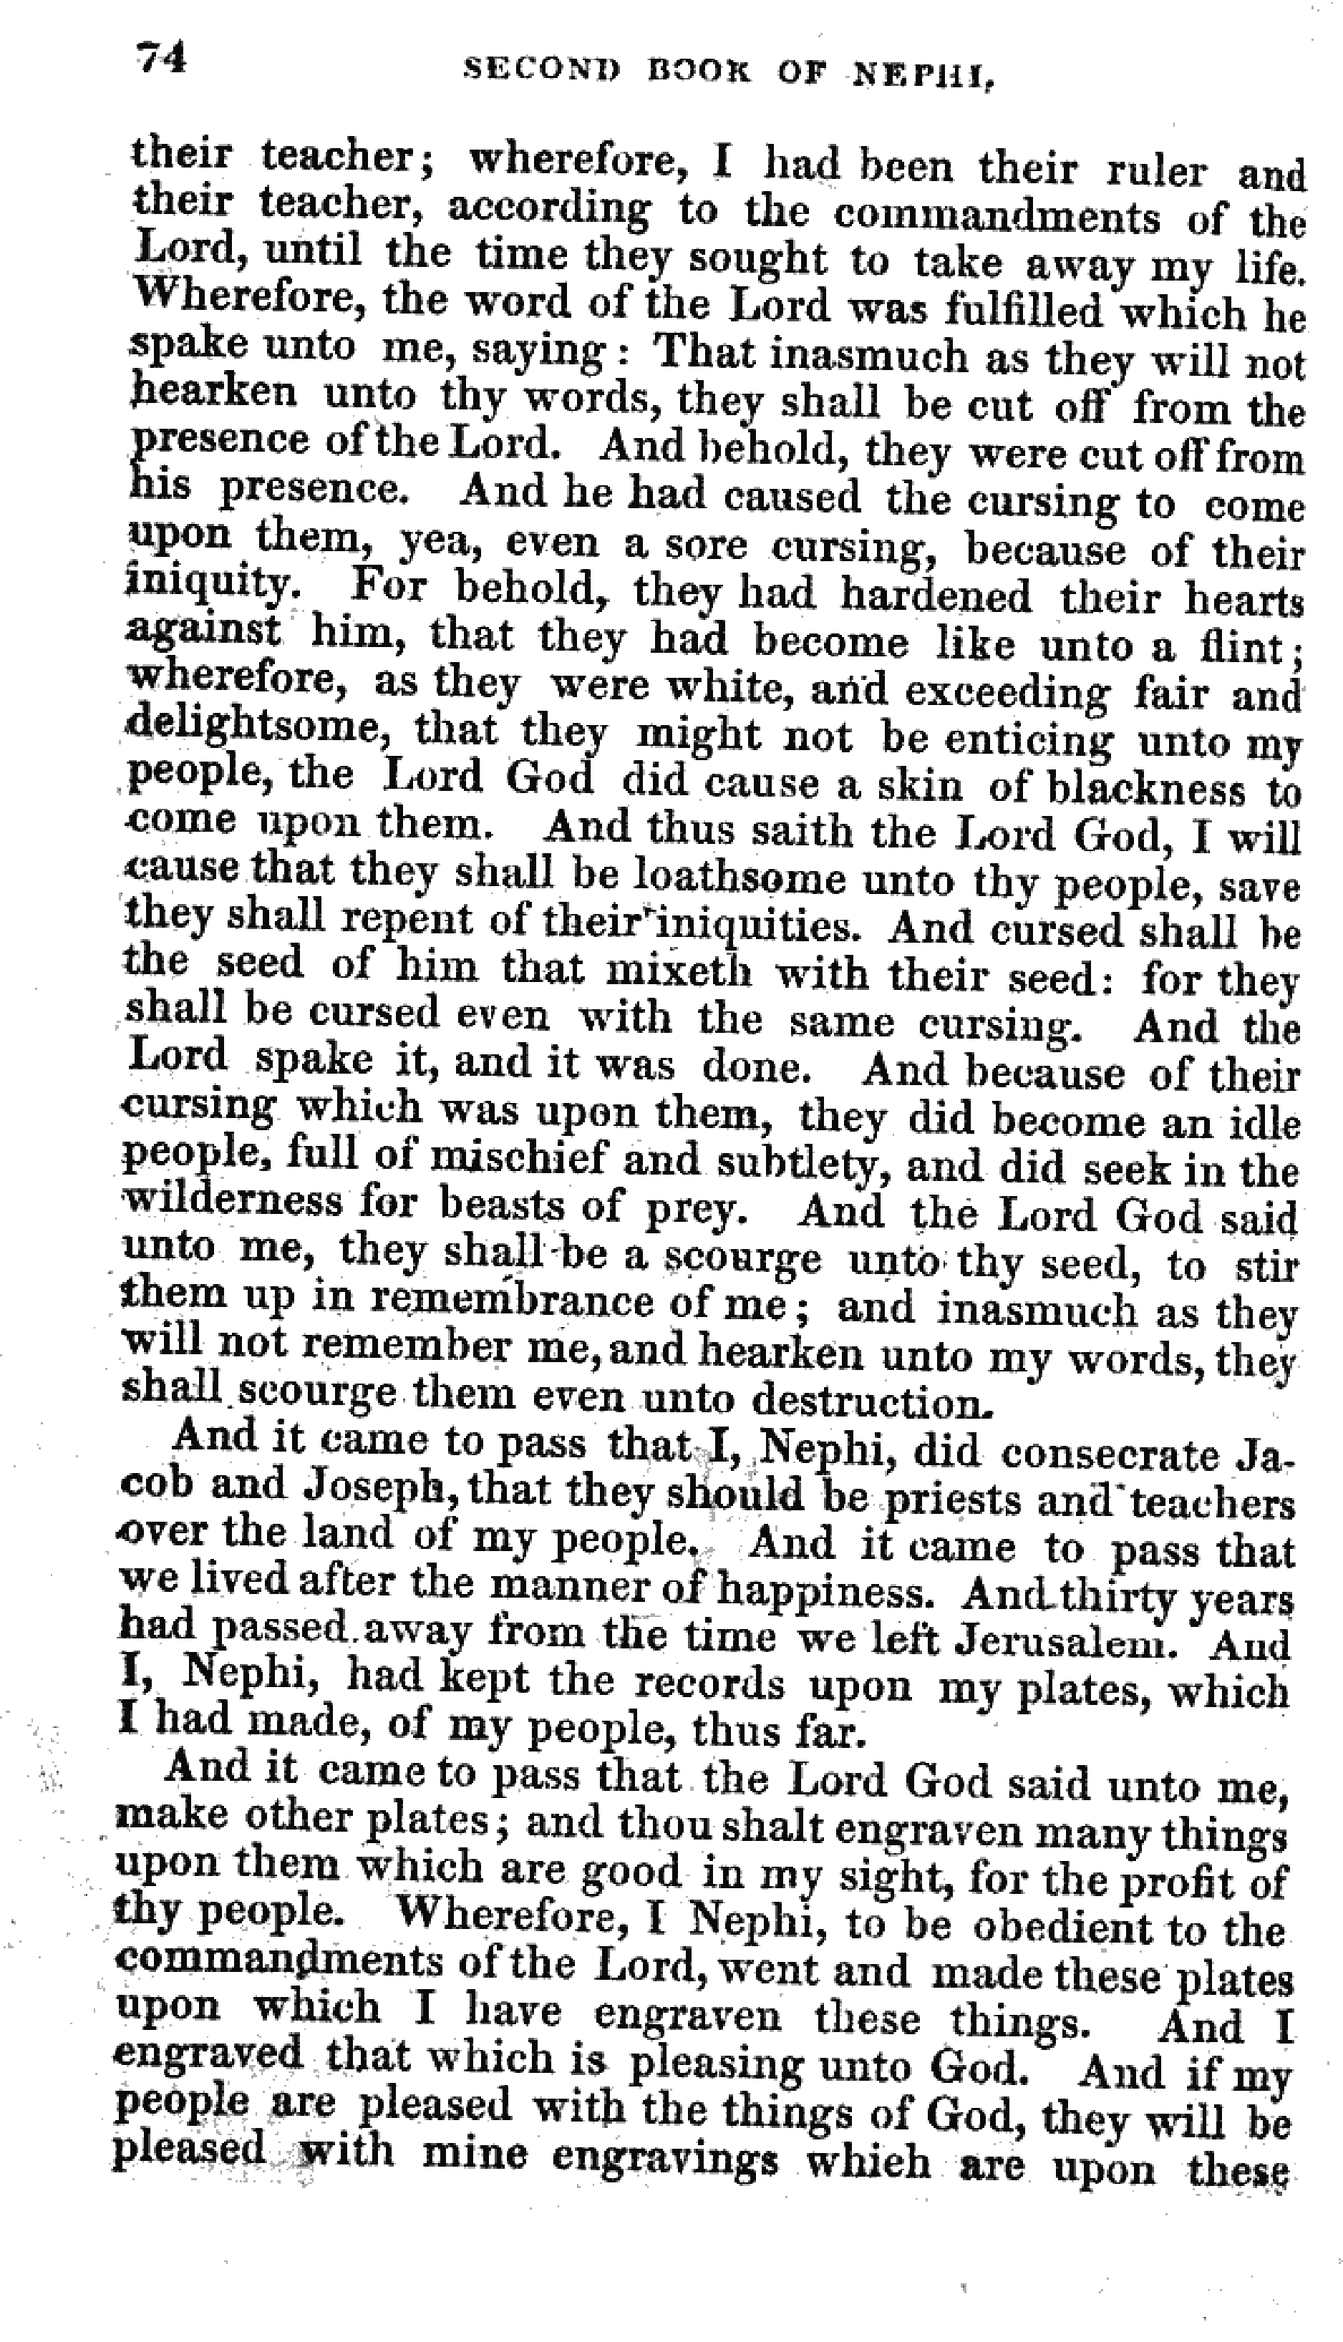 74 SECOND BOOK OF NEPHI.
their teacher; wherefore, I had been their ruler and
their teacher, according to the commandments of the
Lord, until the time they sought to take away my life.
Wherefore, the word of the Lord was fulfilled which he
spake unto me, saying: That inasmuch as they will not
hearken unto thy words, they shall be cut off from the
presence of the Lord. And behold, they were cut off from
his presence. And he had caused the cursing to come
upon them, yea, even a sore cursing, because of their
iniquity. For behold, they had hardened their hearts
against him, that they had become like unto a flint;
wherefore, as they were white, and exceeding fair and
delightsome, that they might not be enticing unto my
people, the Lord God did cause a skin of blackness to
come upon them. And thus saith the Lord God, I will
cause that they shall be loathsome unto thy people, save
they shall repent of their iniquities. And cursed shall be
the seed of him that mixeth with their seed: for they
shall be cursed even with the same cursing. And the
Lord spake it, and it was done. And because of their
cursing which was upon them, they did become an idle
people, full of mischief and subtlety, and did seek in the
wilderness for beasts of prey. And the Lord God said
unto me, they shall be a scourge unto thy seed, to stir
them up in remembrance of me; and inasmuch as they
will not remember me, and hearken unto my words, they
shall scourge them even unto destruction.
And it came to pass that I, Nephi, did consecrate Ja-
cob and Joseph, that they should be priests and teachers
over the land of my people. And it came to pass that
we lived after the manner of happiness. And thirty years
had passed away from the time we left Jerusalem. And
I, Nephi, had kept the records upon my plates, which
I had made, of my people, thus far.
And it came to pass that the Lord God said unto me,
make other plates; and thou shalt engraven many things
upon them which are good in my sight, for the profit of
thy people. Wherefore, I Nephi, to be obedient to the
commandments of the Lord, went and made these plates
upon which I have engraven these things. And I
engraved that which is pleasing unto God. And if my
people are pleased with the things of God, they will be
pleased with mine engravings whieh are upon these